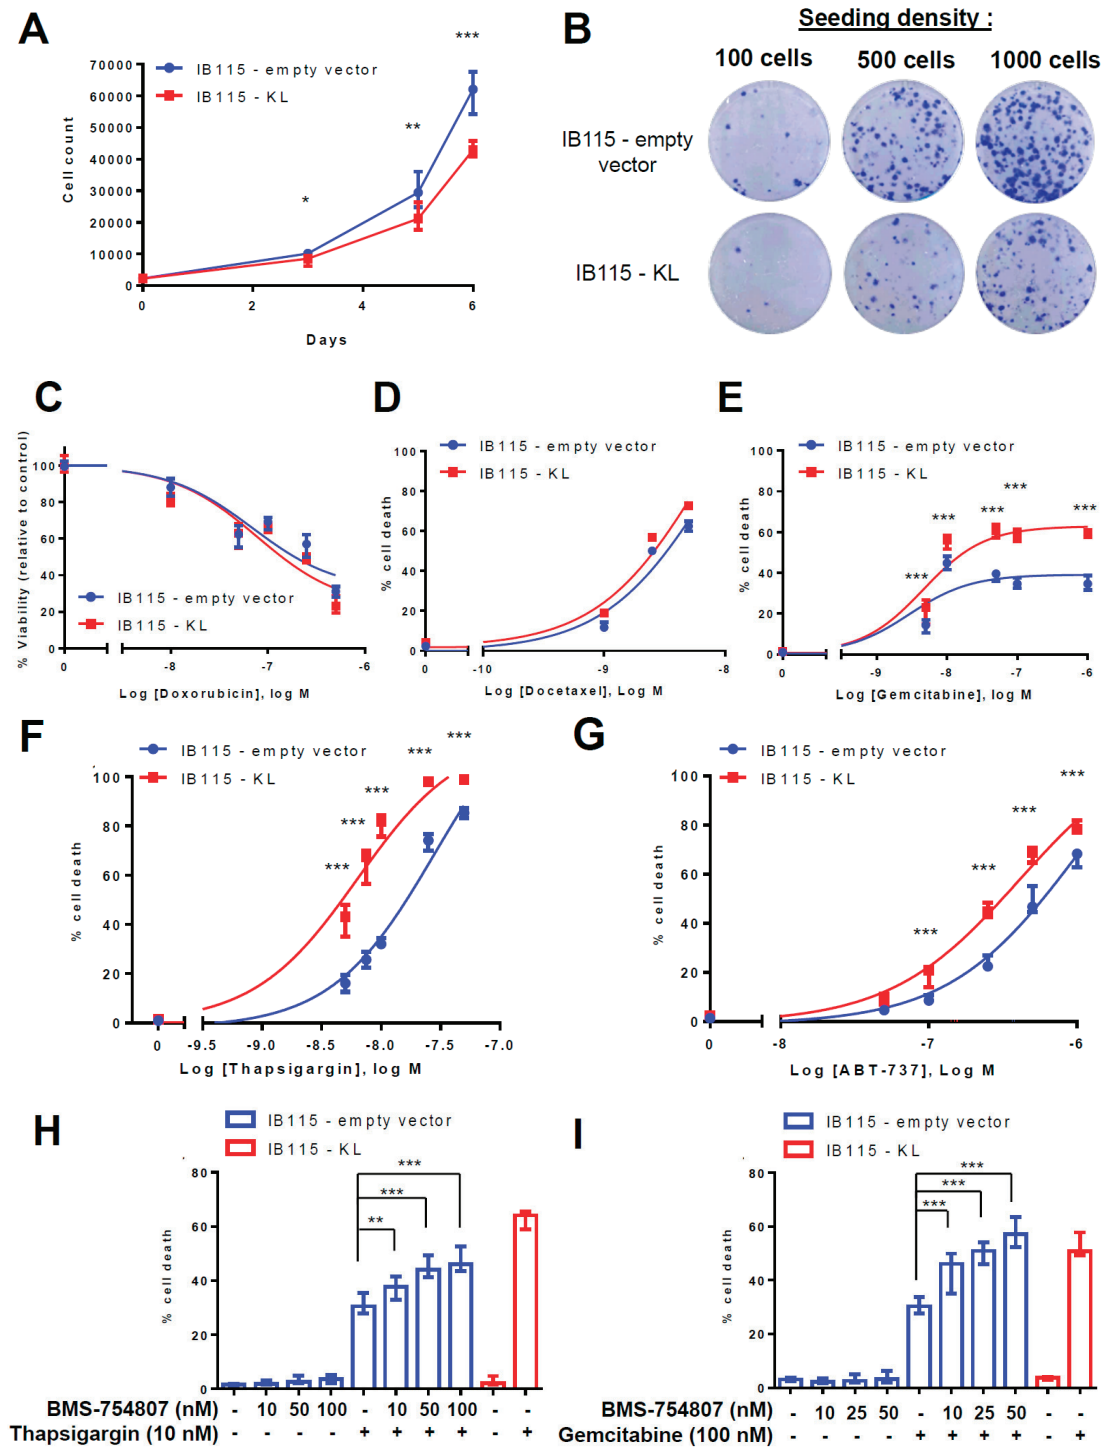 A
IB115 - empty vector
IB115 - KL
***
**
*
70000
60000
50000
40000
30000
20000
10000
0
Cell count
0
2
4
6
Days
B
Seeding density :
100 cells
500 cells
1000 cells
IB115 - empty
vector
IB115 - KL
C
% Viability (relative to control)
100
80
60
40
20
0
IB115 - empty vector
IB115 - KL
0
-8
-7
-6
Log [Doxorubicin], log M
D
IB115 - empty vector
IB115 - KL
100
80
60
40
20
0
% cell death
0
-10
-9
-8
Log [Docetaxel], Log M
E
IB115 - empty vector
IB115 - KL
100
80
60
40
20
0
% cell death
***
***
***
***
***
0
-9
-8
-7
-6
Log [Gemcitabine], log M
F
IB115 - empty vector
IB115 - KL
100
80
60
40
20
0
% cell death
***
***
***
***
***
0
-9.5
-9.0
-8.5
-8.0
-7.5
-7.0
Log [Thapsigargin], log M
G
IB115 - empty vector
IB115 - KL
100
80
60
40
20
0
% cell death
***
***
***
***
0
-8
-7
-6
Log [ABT-737], Log M
H
IB115 - empty vector
IB115 - KL
80
60
40
20
0
% cell death
***
***
**
BMS-754807 (nM) - 10 50 100 - 10 50 100 - -
Thapsigargin (10 nM) - - - - + + + + - +
I
IB115 - empty vector
IB115 - KL
80
60
40
20
0
% cell death
***
***
***
BMS-754807 (nM) - 10 25 50 - 10 25 50 - -
Gemcitabine (100 nM) - - - - + + + + - +